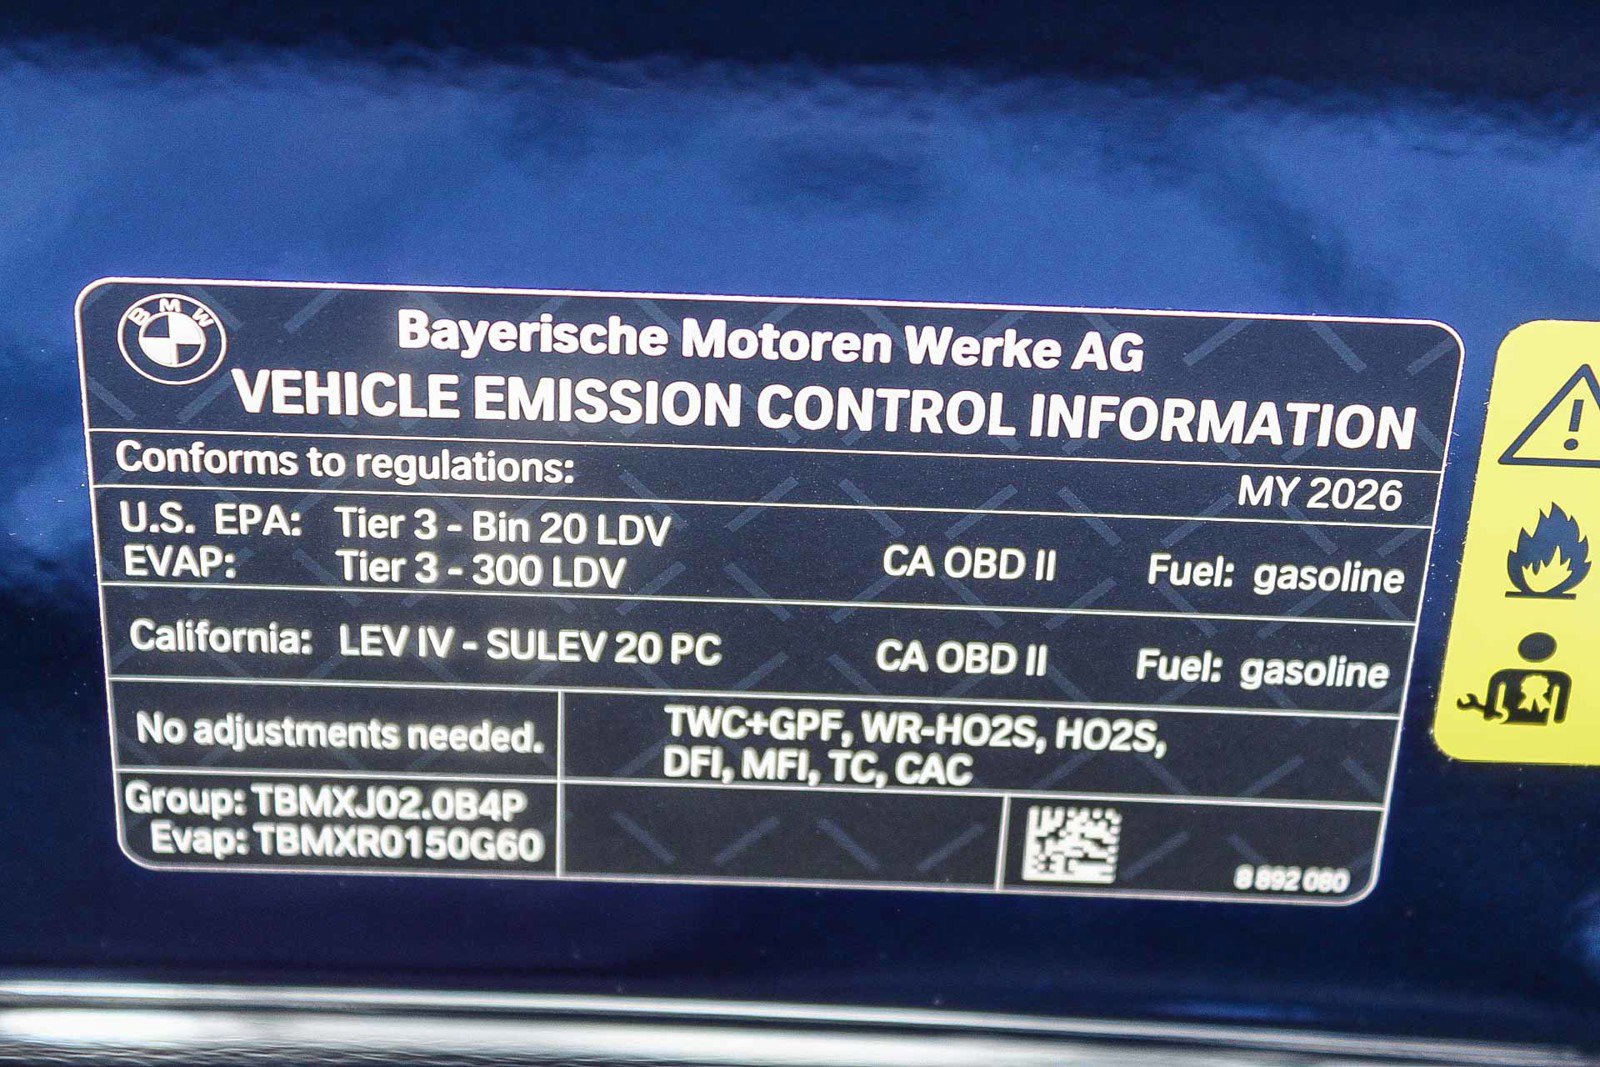 BMW
Bayerische Motoren Werke AG
VEHICLE EMISSION CONTROL INFORMATION
Conforms to regulations:
MY 2026
U.S. EPA: Tier 3 - Bin 20 LDV
EVAP: Tier 3 - 300 LDV
CA OBD II Fuel: gasoline
California: LEV IV - SULEV 20 PC CA OBD II Fuel: gasoline
No adjustments needed.
TWC+GPF, WR-HO2S, HO2S,
DFI, MFI, TC, CAC
Group: TBMXJ02.0B4P
Evap: TBMXR0150G60
8 892 090